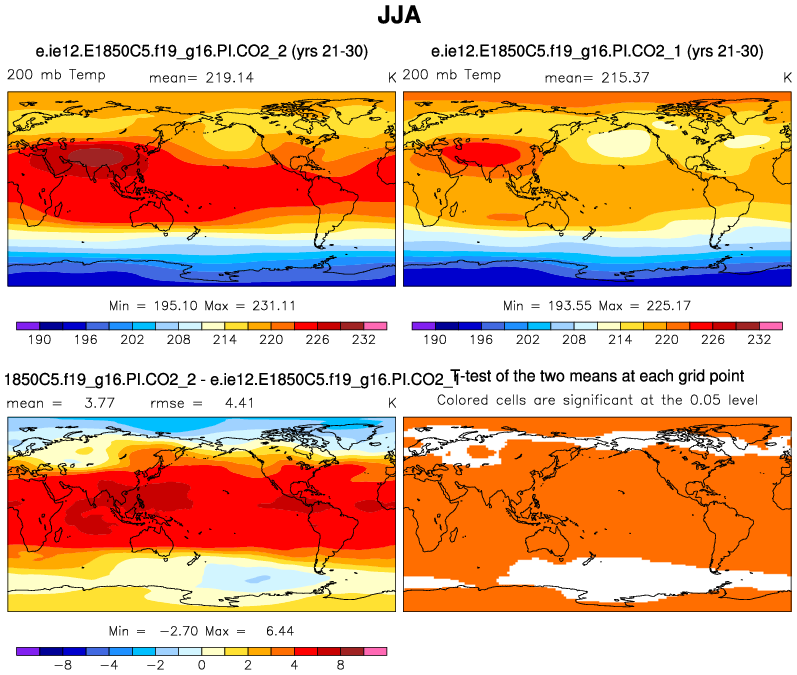 JJA
e.ie12.E1850C5.f19_g16.PI.CO2_2 (yrs 21-30)
200 mb Temp mean= 219.14 K
Min = 195.10 Max = 231.11
190 196 202 208 214 220 226 232
e.ie12.E1850C5.f19_g16.PI.CO2_1 (yrs 21-30)
200 mb Temp mean= 215.37 K
Min = 193.55 Max = 225.17
190 196 202 208 214 220 226 232
1850C5.f19_g16.PI.CO2_2 - e.ie12.E1850C5.f19_g16.PI.CO2_1
mean = 3.77 rmse = 4.41 K
Min = -2.70 Max = 6.44
-8 -4 -2 0 2 4 8
T-test of the two means at each grid point
Colored cells are significant at the 0.05 level